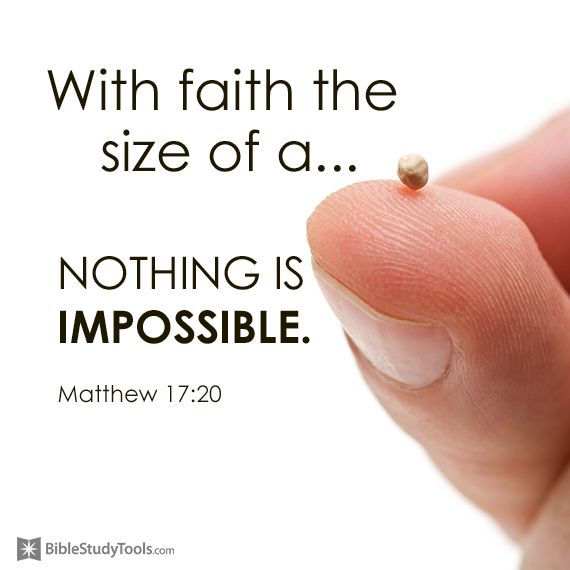 With faith the
size of a...
NOTHING IS
IMPOSSIBLE.
Matthew 17:20
BibleStudyTools.com